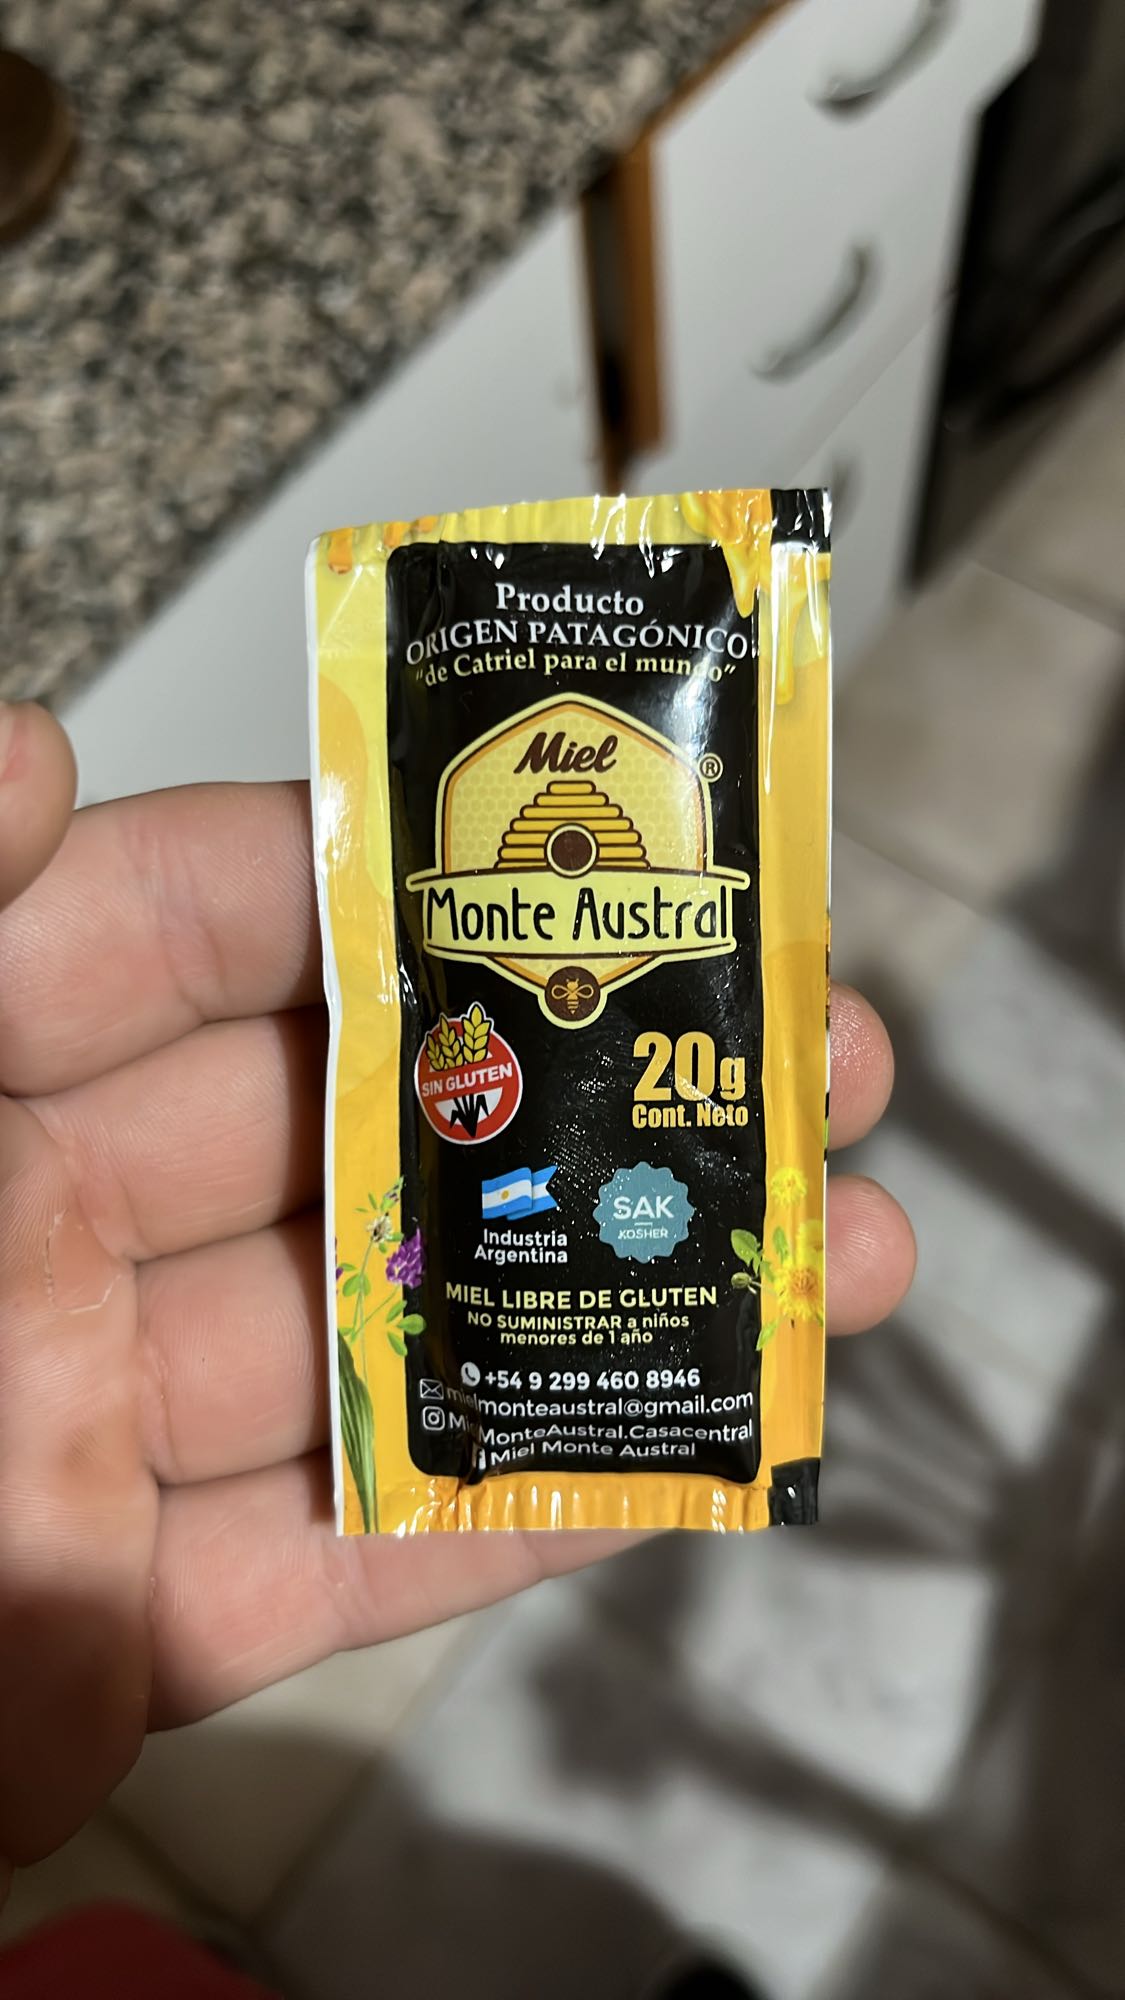 Producto
ORIGEN PATAGÓNICO
"de Catriel para el mundo"
Miel
®
Monte Austral
SIN GLUTEN
20g
Cont. Neto
Industria
Argentina
SAK
KOSHER
MIEL LIBRE DE GLUTEN
NO SUMINISTRAR a niños
menores de 1 año
+54 9 299 460 8946
mielmonteaustral@gmail.com
MielMonteAustral.Casacentral
Miel Monte Austral